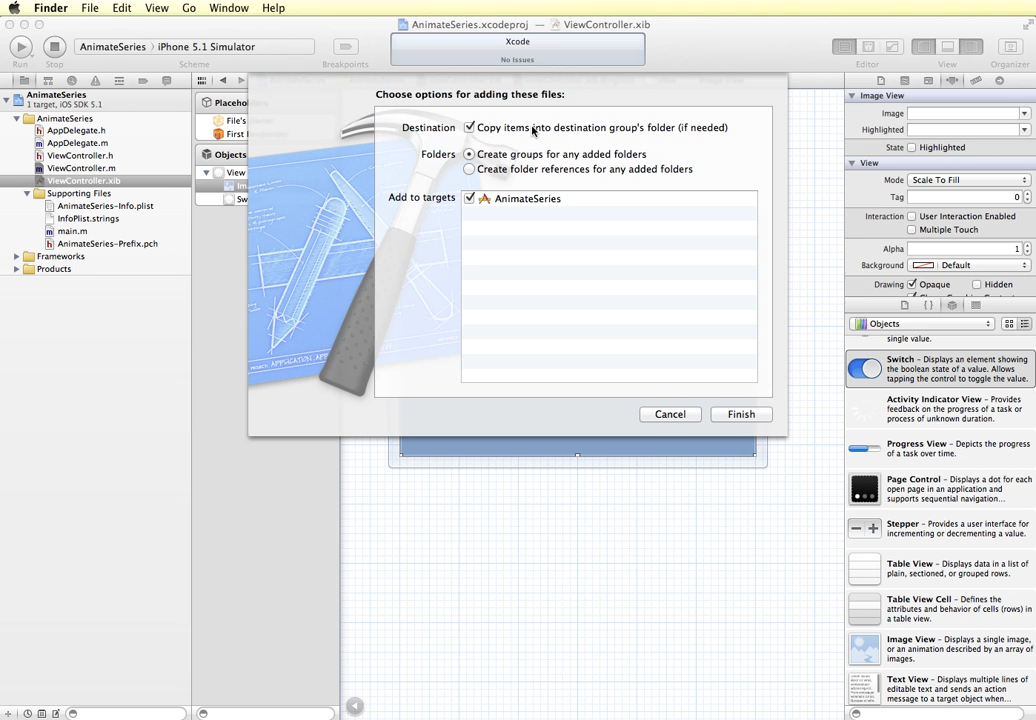 Finder File Edit View Go Window Help
AnimateSeries.xcodeproj — ViewController.xib
AnimateSeries iPhone 5.1 Simulator
Xcode
No Issues
Run Stop Scheme Breakpoints Editor View Organizer
AnimateSeries
1 target, iOS SDK 5.1
AnimateSeries
AppDelegate.h
AppDelegate.m
ViewController.h
ViewController.m
ViewController.xib
Supporting Files
AnimateSeries-Info.plist
InfoPlist.strings
main.m
AnimateSeries-Prefix.pch
Frameworks
Products
Placeho
File's
First
Objects
View
Im
Sw
Choose options for adding these files:
Destination Copy items into destination group's folder (if needed)
Folders Create groups for any added folders
Create folder references for any added folders
Add to targets AnimateSeries
Cancel Finish
Image View
Image
Highlighted
State Highlighted
View
Mode Scale To Fill
Tag 0
Interaction User Interaction Enabled
Multiple Touch
Alpha 1
Background Default
Drawing Opaque Hidden
Objects
single value.
Switch – Displays an element showing
the boolean state of a value. Allows
tapping the control to toggle the value.
Activity Indicator View – Provides
feedback on the progress of a task or
process of unknown duration.
Progress View – Depicts the progress
of a task over time.
Page Control – Displays a dot for each
open page in an application and
supports sequential navigation...
Stepper – Provides a user interface for
incrementing or decrementing a value.
Table View – Displays data in a list of
plain, sectioned, or grouped rows.
Table View Cell – Defines the
attributes and behavior of cells (rows) in
a table view.
Image View – Displays a single image,
or an animation described by an array of
images.
Text View – Displays multiple lines of
editable text and sends an action
message to a target object when...